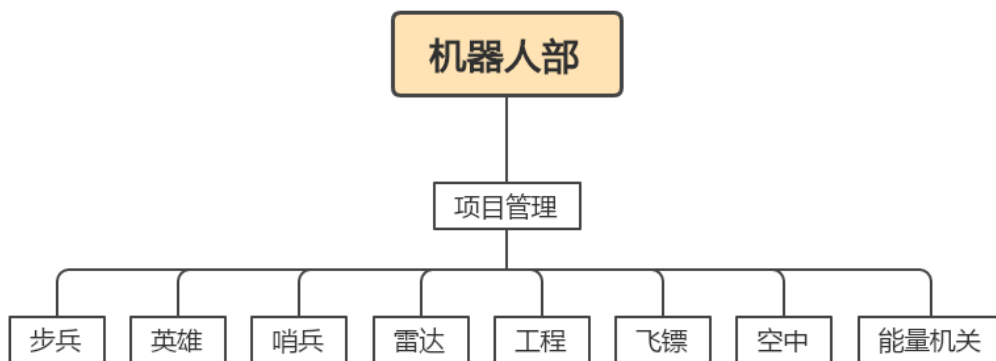 机器人部
项目管理
步兵
英雄
哨兵
雷达
工程
飞镖
空中
能量机关